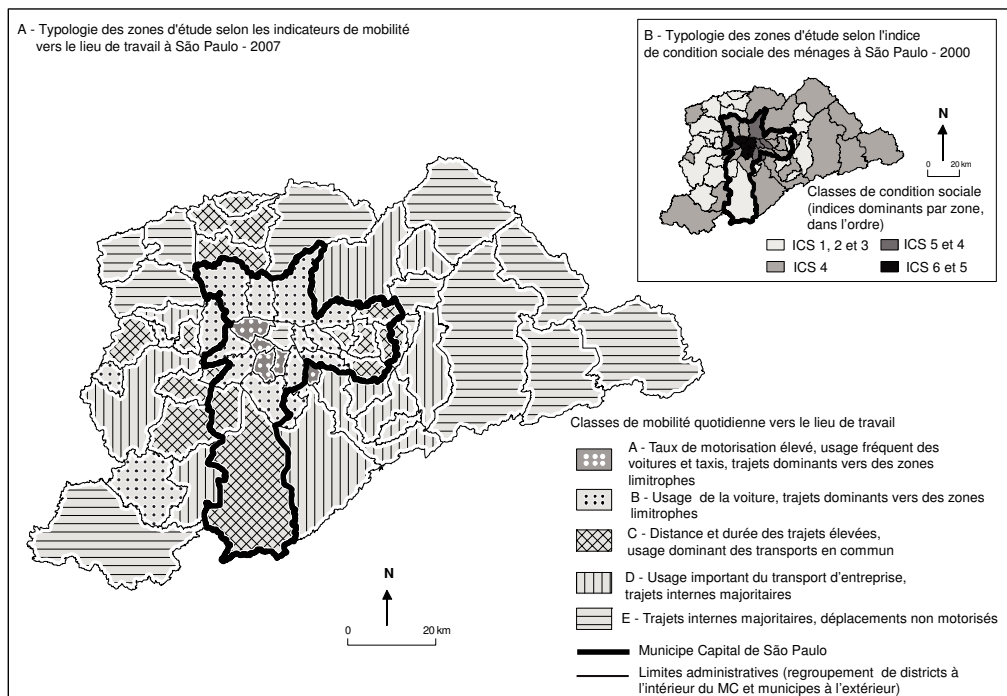 A - Typologie des zones d'étude selon les indicateurs de mobilité
vers le lieu de travail à São Paulo - 2007
B - Typologie des zones d'étude selon l'indice
de condition sociale des ménages à São Paulo - 2000
N
0 20 km
Classes de condition sociale
(indices dominants par zone,
dans l'ordre)
ICS 1, 2 et 3
ICS 5 et 4
ICS 4
ICS 6 et 5
Classes de mobilité quotidienne vers le lieu de travail
A - Taux de motorisation élevé, usage fréquent des
voitures et taxis, trajets dominants vers des zones
limitrophes
B - Usage de la voiture, trajets dominants vers des zones
limitrophes
C - Distance et durée des trajets élevées,
usage dominant des transports en commun
D - Usage important du transport d'entreprise,
trajets internes majoritaires
E - Trajets internes majoritaires, déplacements non motorisés
Municipe Capital de São Paulo
Limites administratives (regroupement de districts à
l'intérieur du MC et municipes à l'extérieur)
N
0 20 km